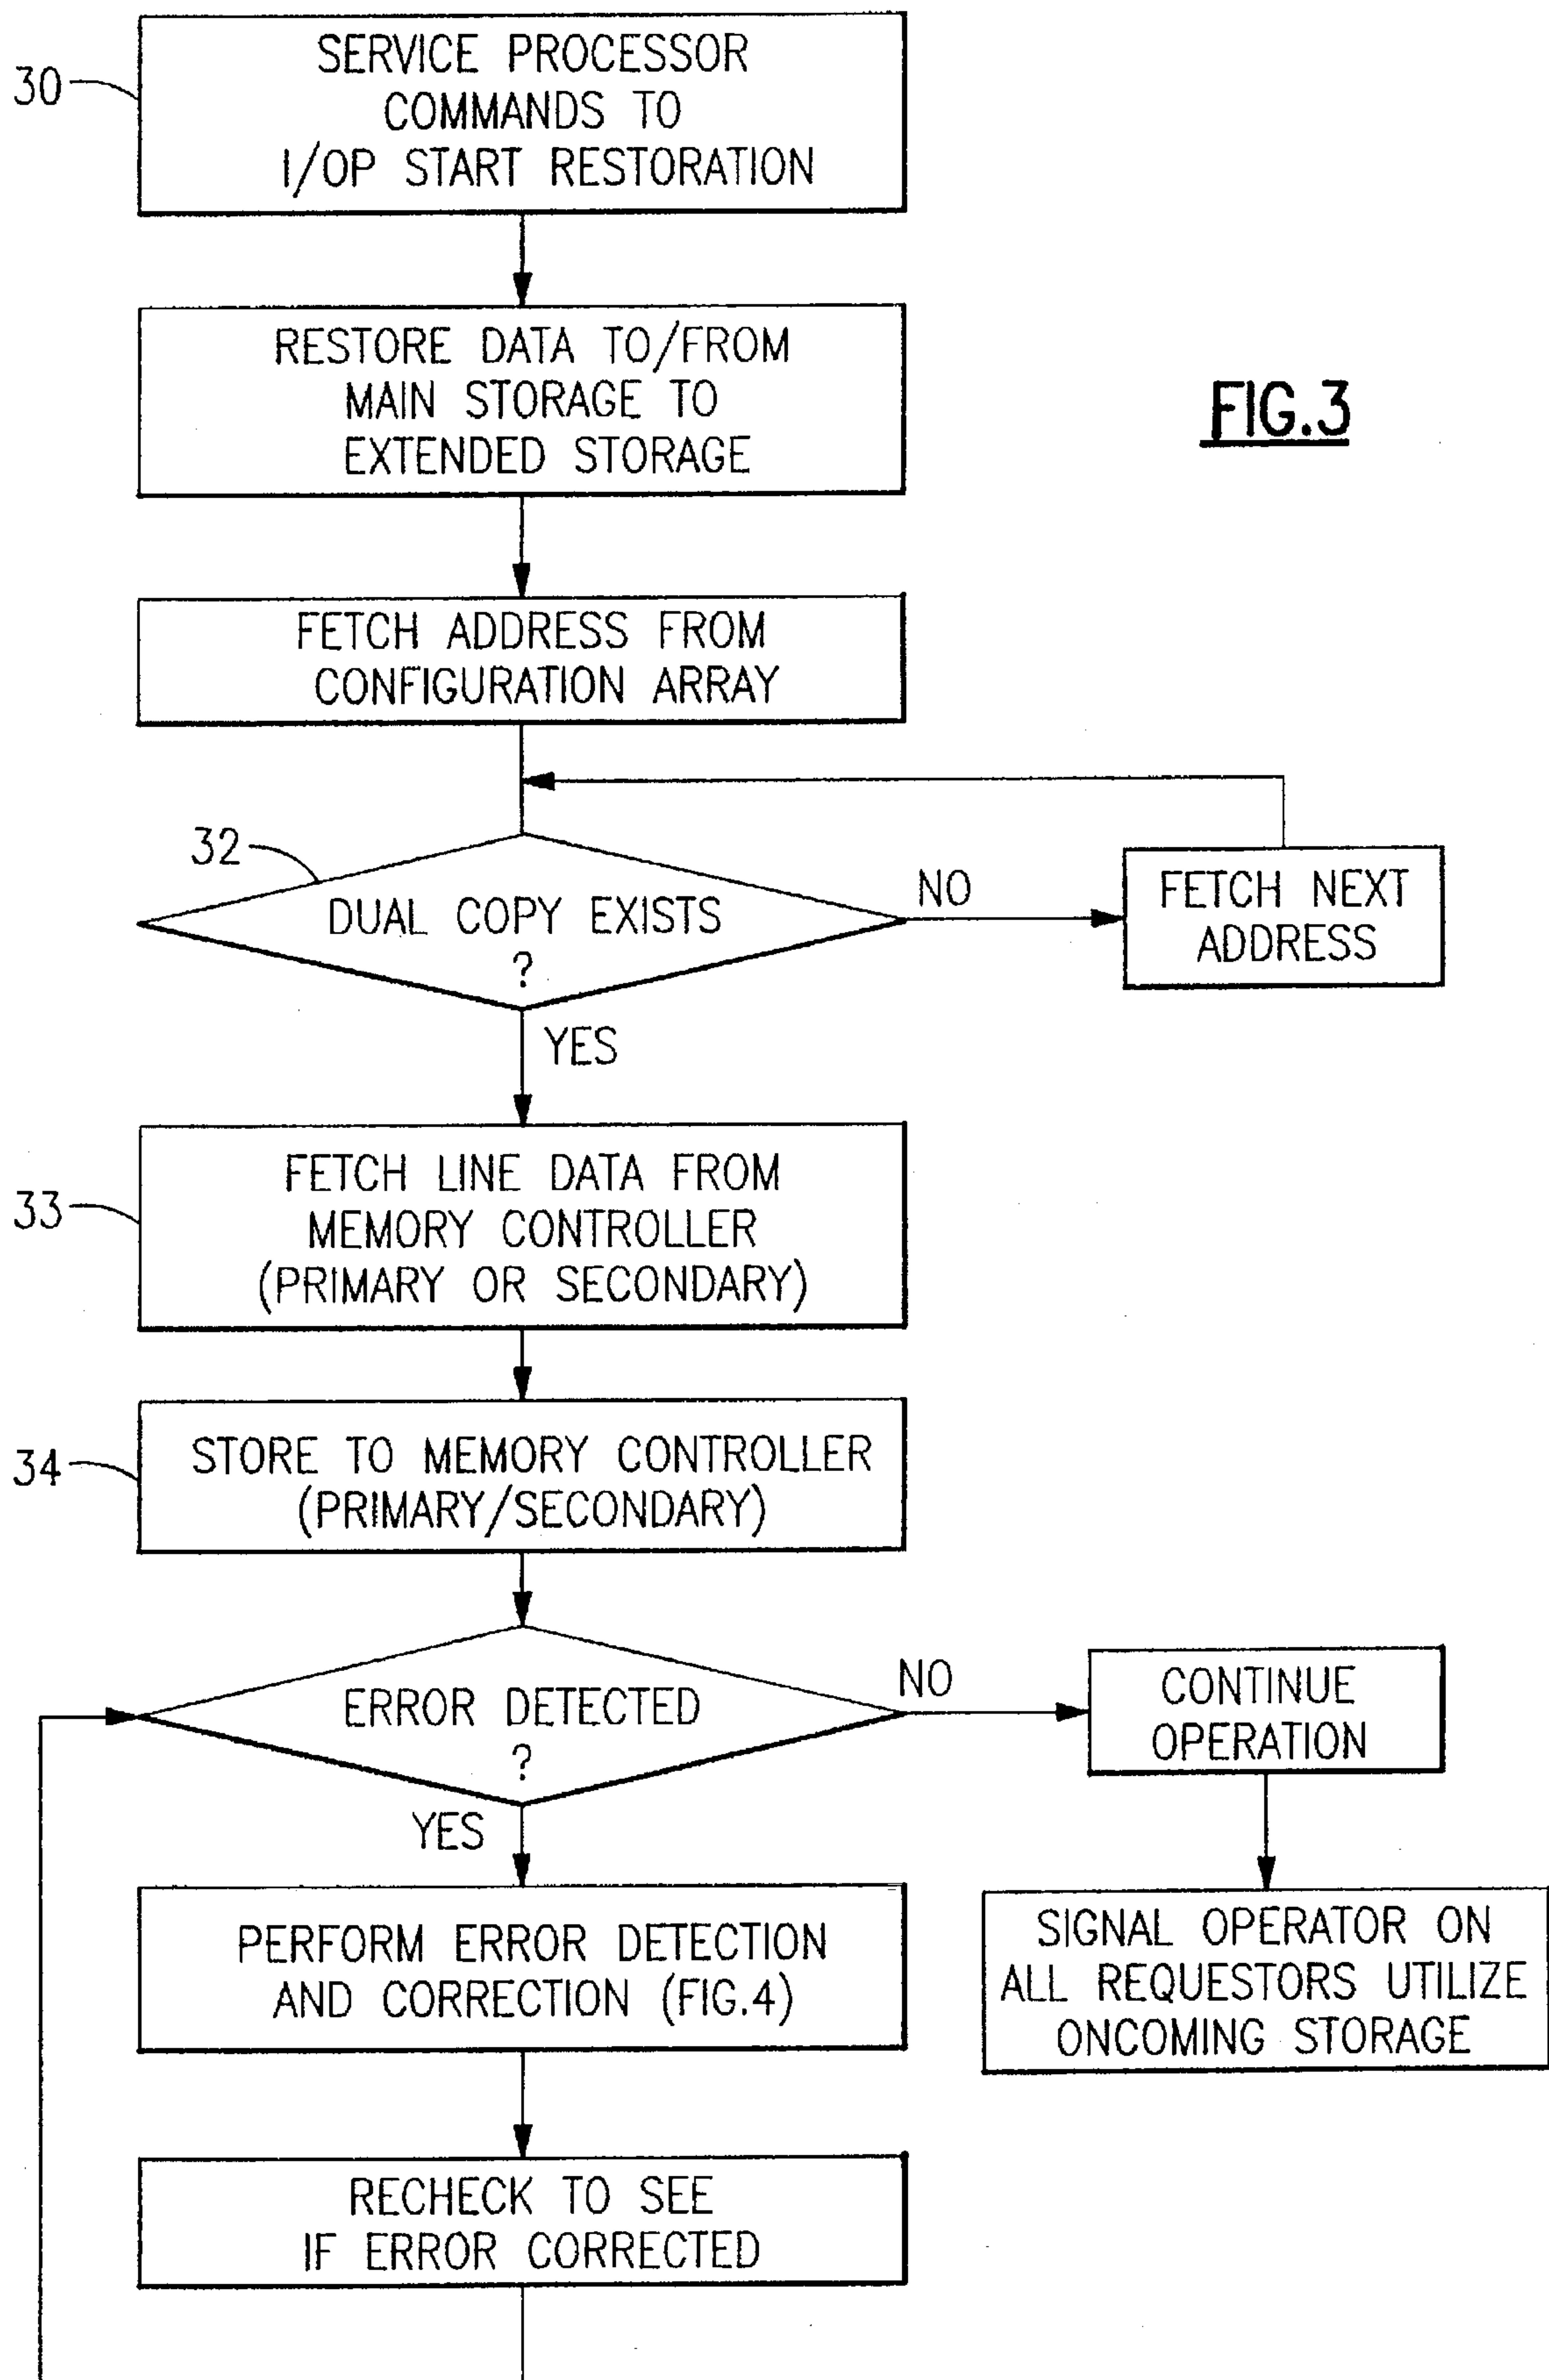 30
SERVICE PROCESSOR
COMMANDS TO
I/OP START RESTORATION
RESTORE DATA TO/FROM
MAIN STORAGE TO
EXTENDED STORAGE
FIG.3
FETCH ADDRESS FROM
CONFIGURATION ARRAY
32
DUAL COPY EXISTS
?
NO
FETCH NEXT
ADDRESS
YES
33
FETCH LINE DATA FROM
MEMORY CONTROLLER
(PRIMARY OR SECONDARY)
34
STORE TO MEMORY CONTROLLER
(PRIMARY/SECONDARY)
ERROR DETECTED
?
NO
CONTINUE
OPERATION
YES
PERFORM ERROR DETECTION
AND CORRECTION (FIG.4)
SIGNAL OPERATOR ON
ALL REQUESTORS UTILIZE
ONCOMING STORAGE
RECHECK TO SEE
IF ERROR CORRECTED